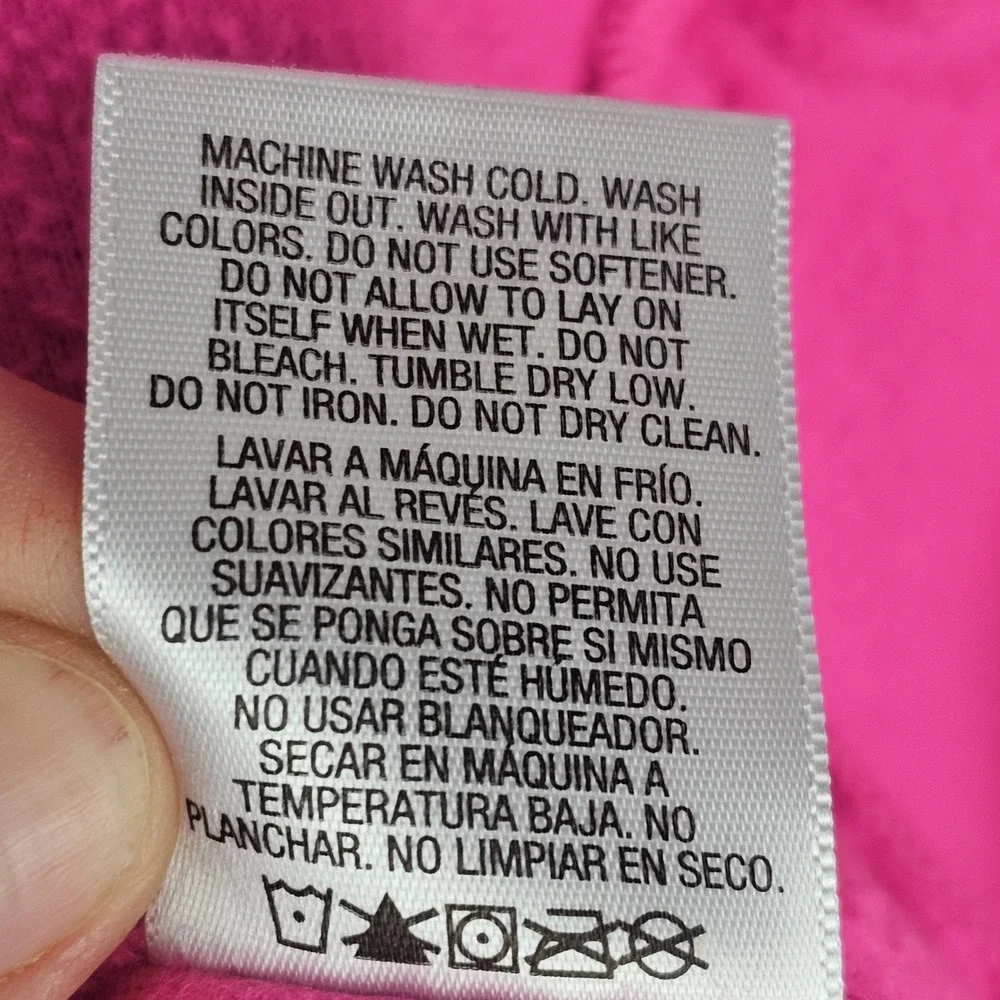 MACHINE WASH COLD. WASH
INSIDE OUT. WASH WITH LIKE
COLORS. DO NOT USE SOFTENER.
DO NOT ALLOW TO LAY ON
ITSELF WHEN WET. DO NOT
BLEACH. TUMBLE DRY LOW.
DO NOT IRON. DO NOT DRY CLEAN.
LAVAR A MÁQUINA EN FRÍO.
LAVAR AL REVÉS. LAVE CON
COLORES SIMILARES. NO USE
SUAVIZANTES. NO PERMITA
QUE SE PONGA SOBRE SI MISMO
CUANDO ESTÉ HÚMEDO.
NO USAR BLANQUEADOR.
SECAR EN MÁQUINA A
TEMPERATURA BAJA. NO
PLANCHAR. NO LIMPIAR EN SECO.